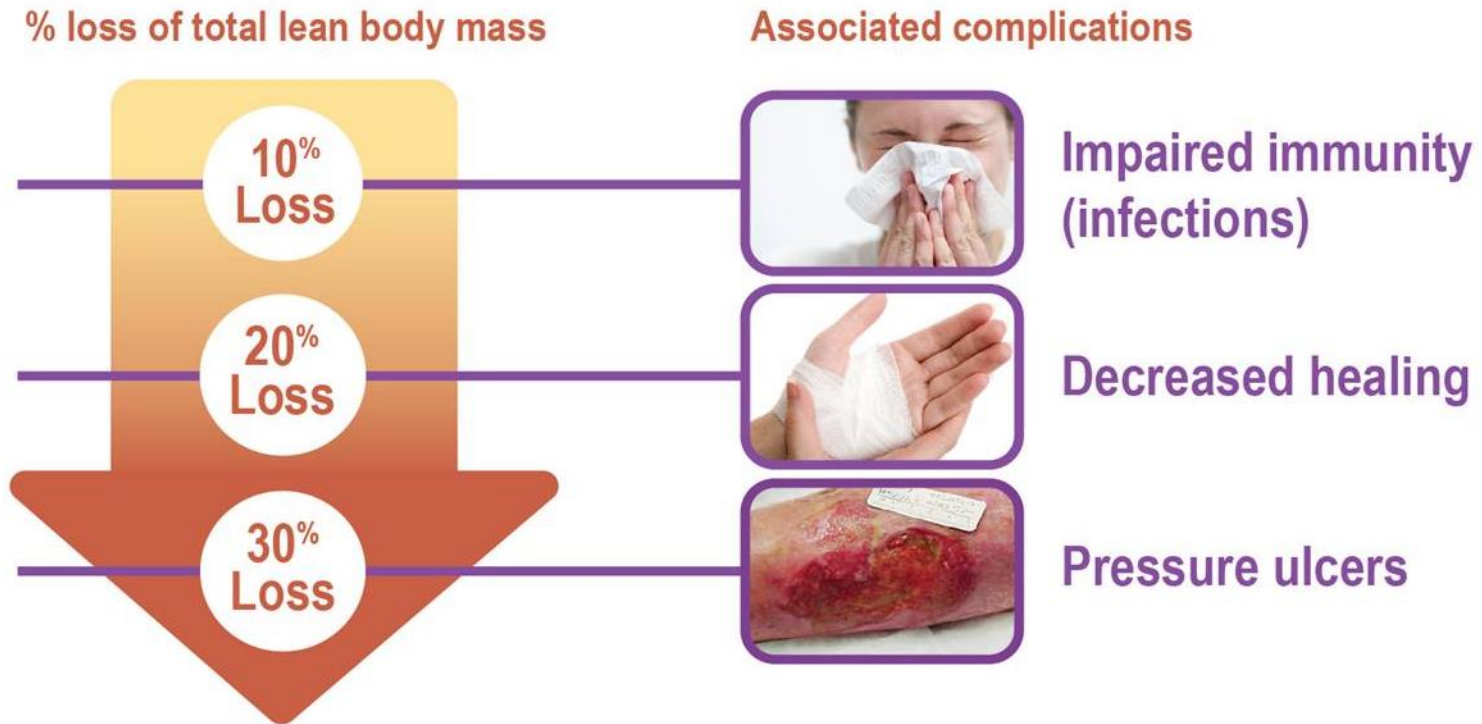 % loss of total lean body mass
Associated complications
10%
Loss
Impaired immunity
(infections)
20%
Loss
Decreased healing
30%
Loss
Pressure ulcers